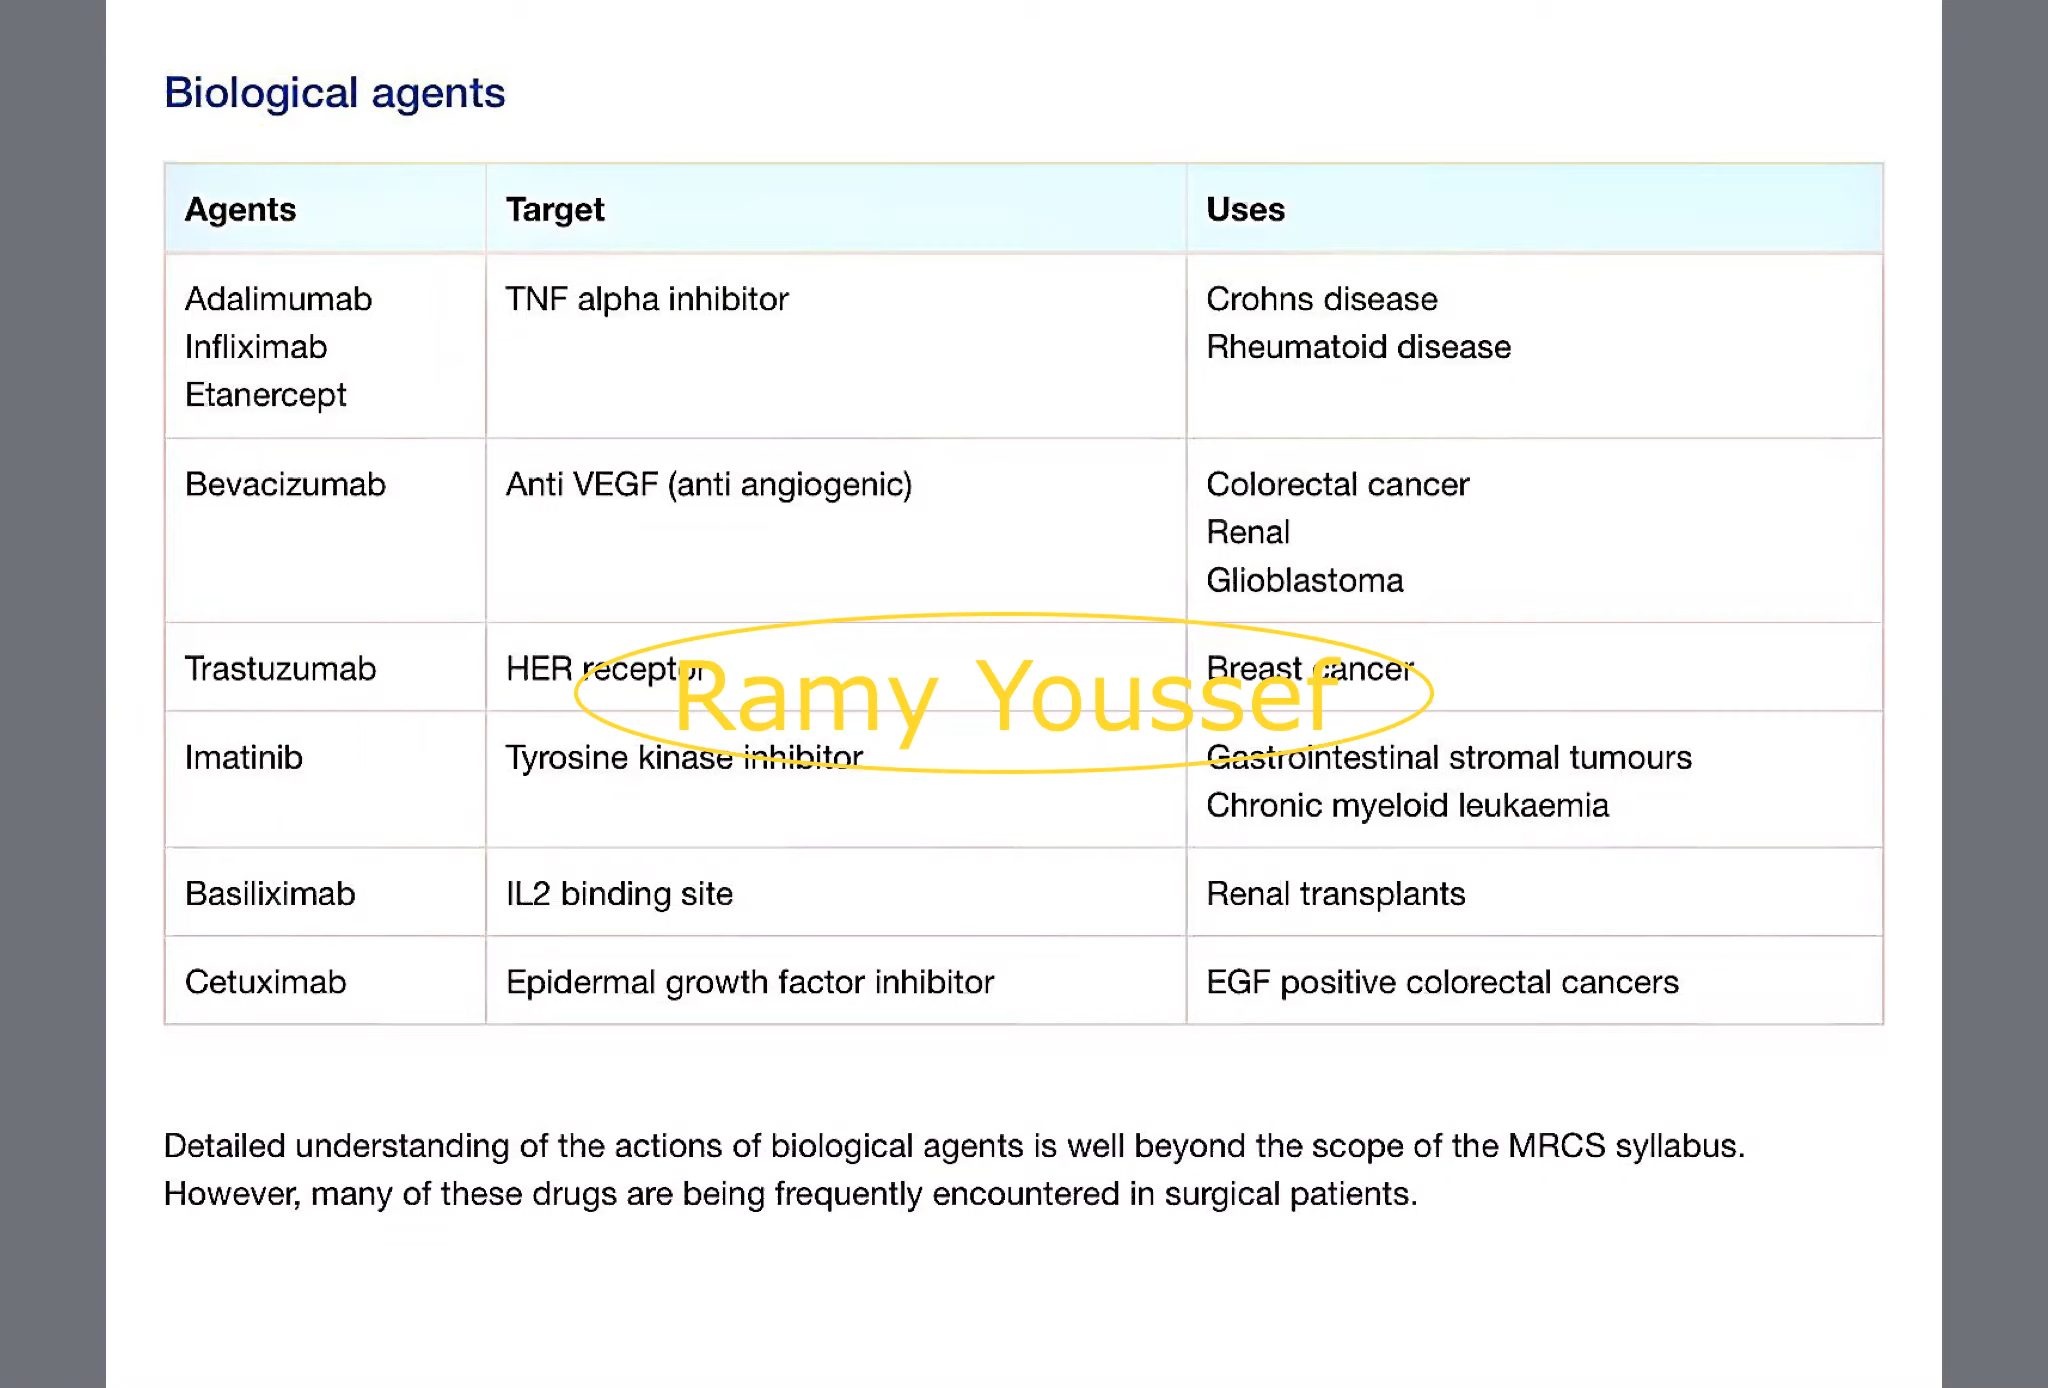 Biological agents
Agents Target Uses
Adalimumab TNF alpha inhibitor Crohns disease
Infliximab Rheumatoid disease
Etanercept
Bevacizumab Anti VEGF (anti angiogenic) Colorectal cancer
Renal
Glioblastoma
Trastuzumab HER receptor Breast cancer
Ramy Youssef
Imatinib Tyrosine kinase inhibitor Gastrointestinal stromal tumours
Chronic myeloid leukaemia
Basiliximab IL2 binding site Renal transplants
Cetuximab Epidermal growth factor inhibitor EGF positive colorectal cancers
Detailed understanding of the actions of biological agents is well beyond the scope of the MRCS syllabus.
However, many of these drugs are being frequently encountered in surgical patients.